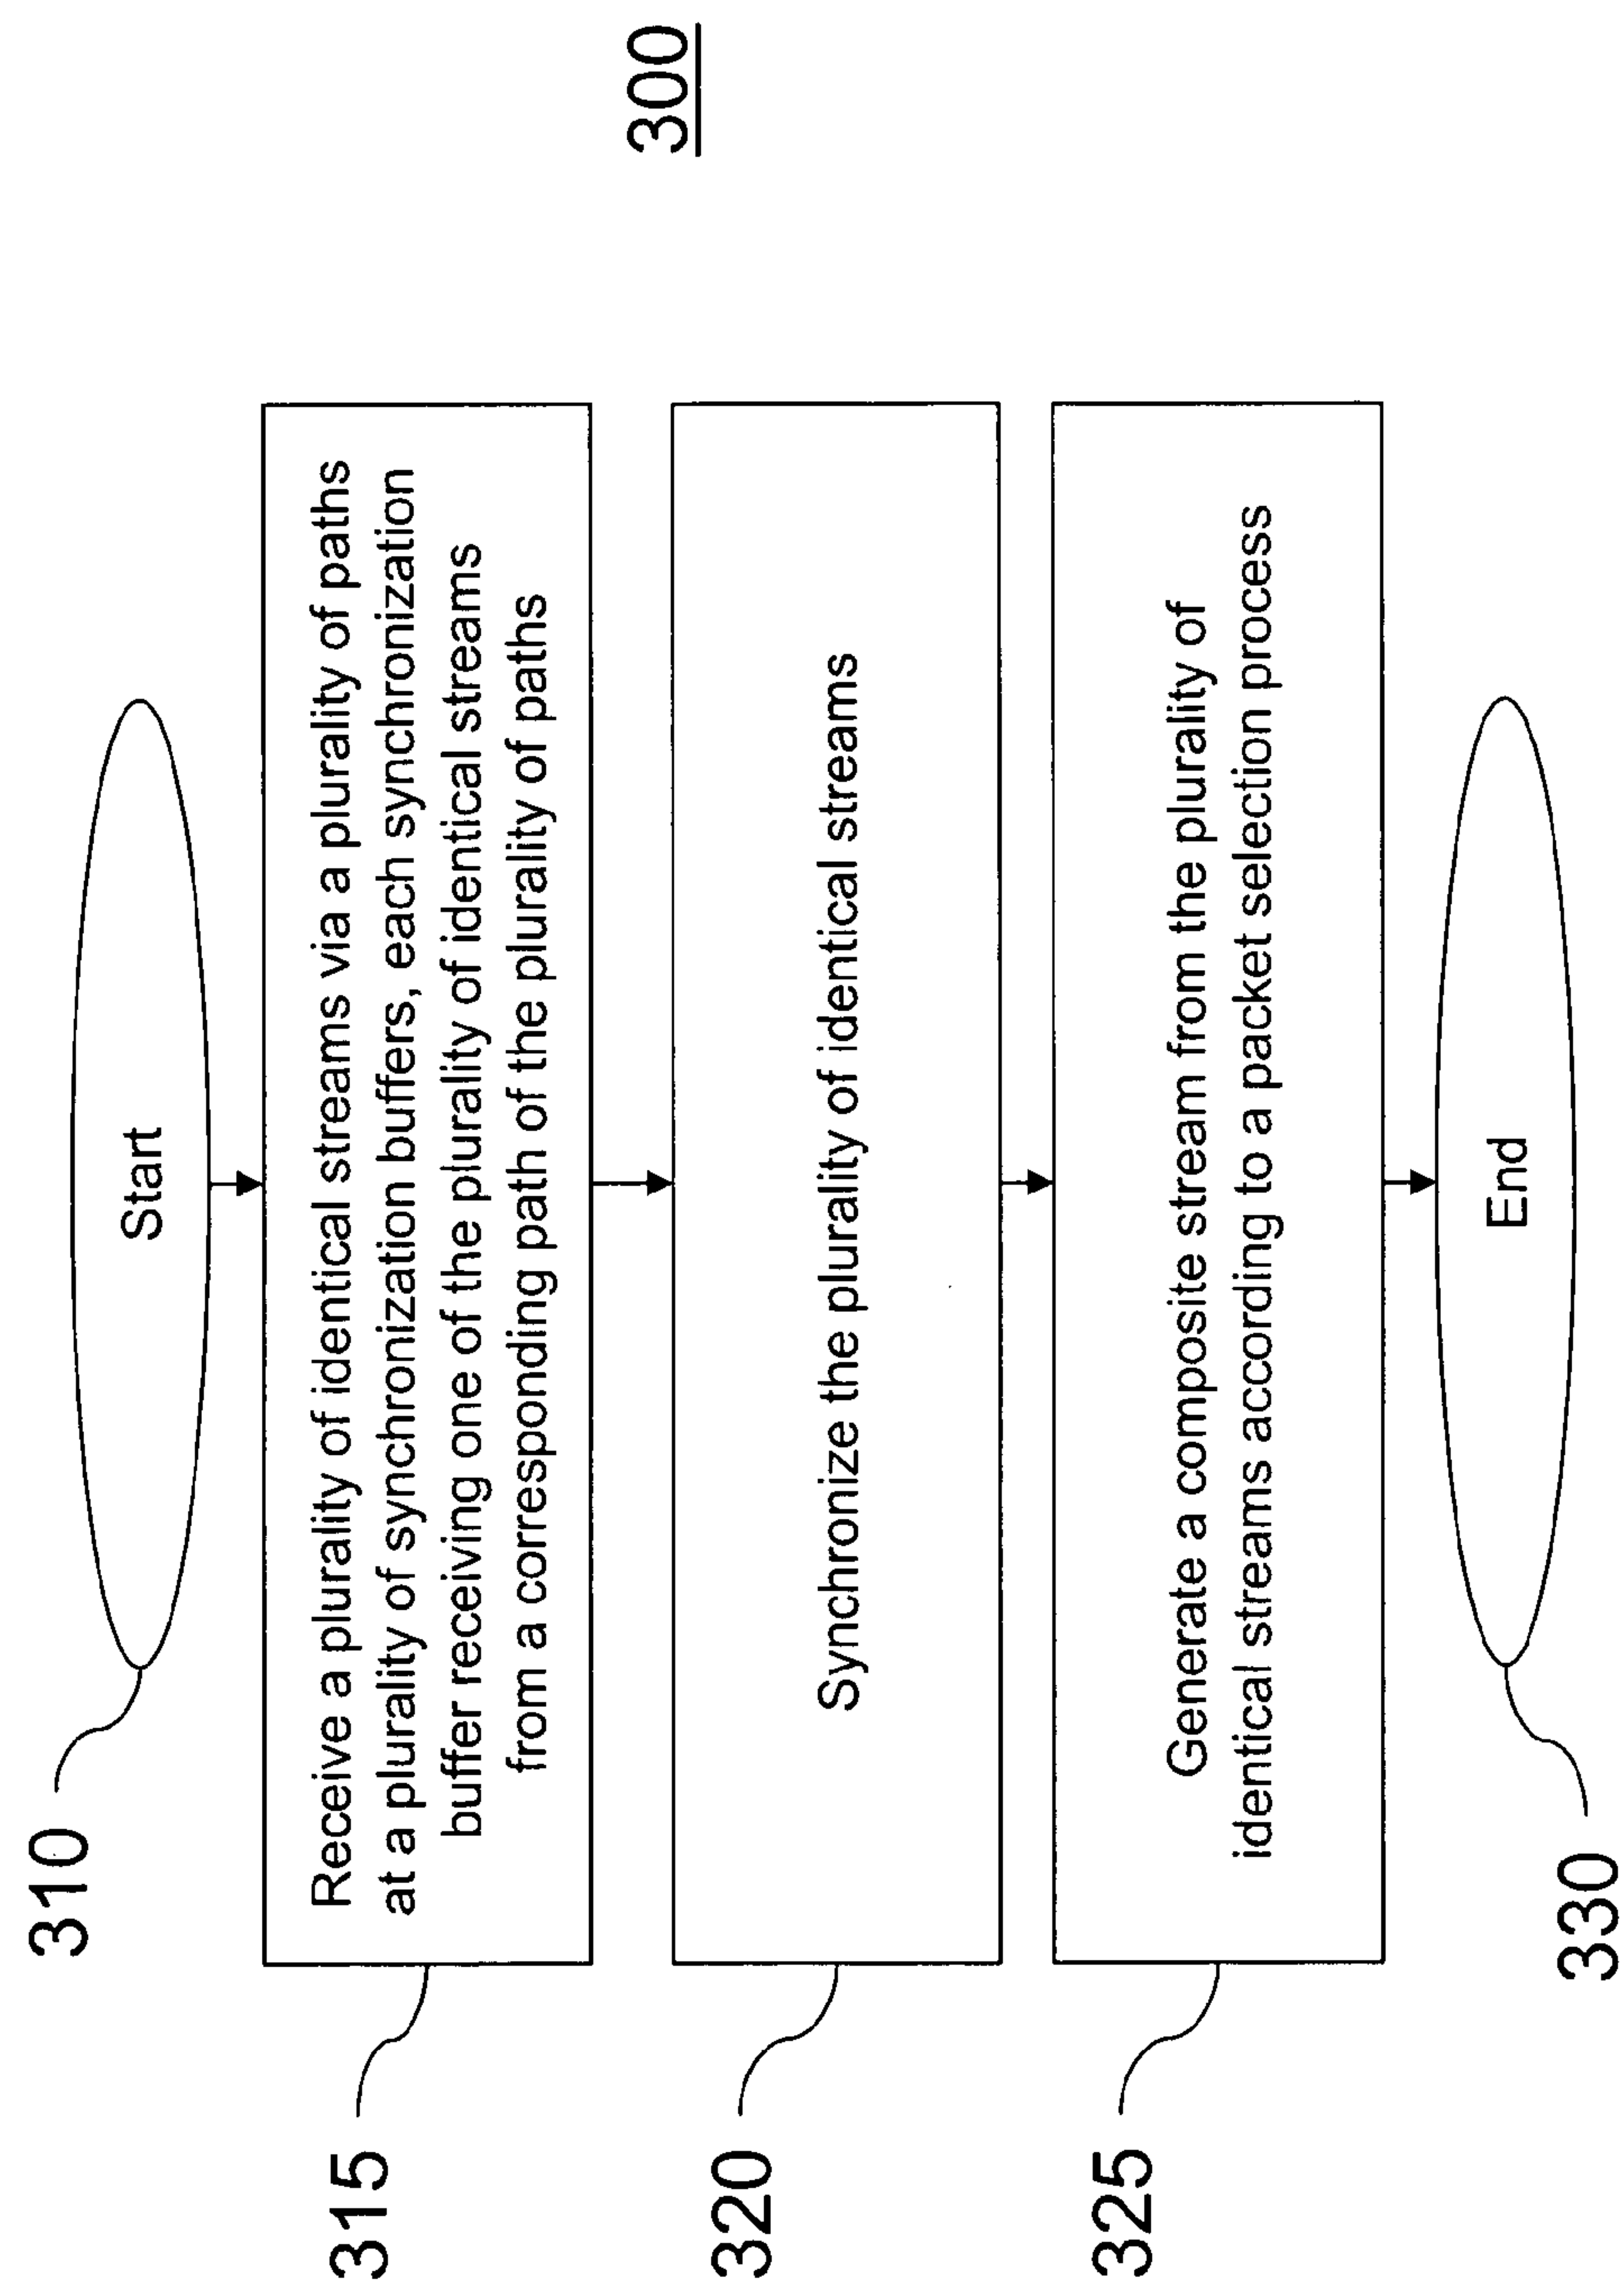 300
310
Start
315
Receive a plurality of identical streams via a plurality of paths
at a plurality of synchronization buffers, each synchronization
buffer receiving one of the plurality of identical streams
from a corresponding path of the plurality of paths
320
Synchronize the plurality of identical streams
325
Generate a composite stream from the plurality of
identical streams according to a packet selection process
330
End